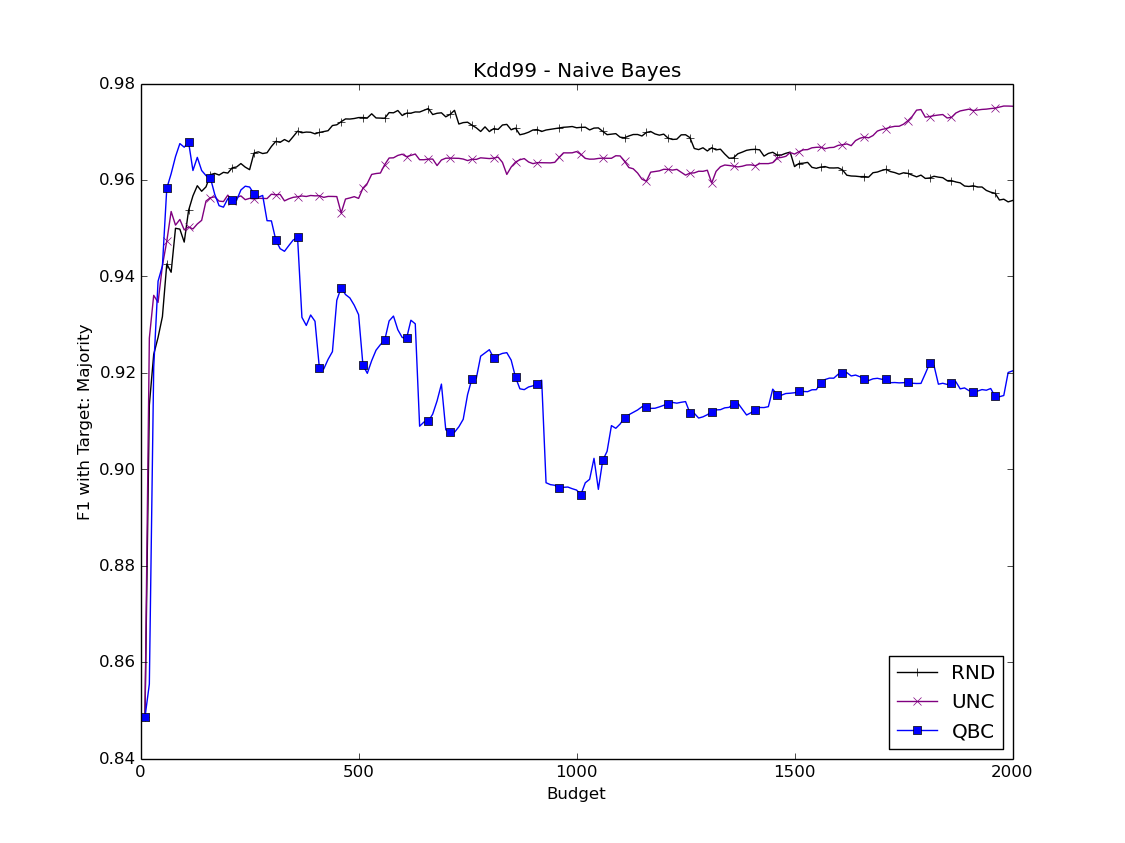 Kdd99 - Naive Bayes
0.98
0.96
0.94
0.92
0.90
0.88
0.86
0.84
F1 with Target: Majority
0
500
1000
1500
2000
Budget
RND
UNC
QBC